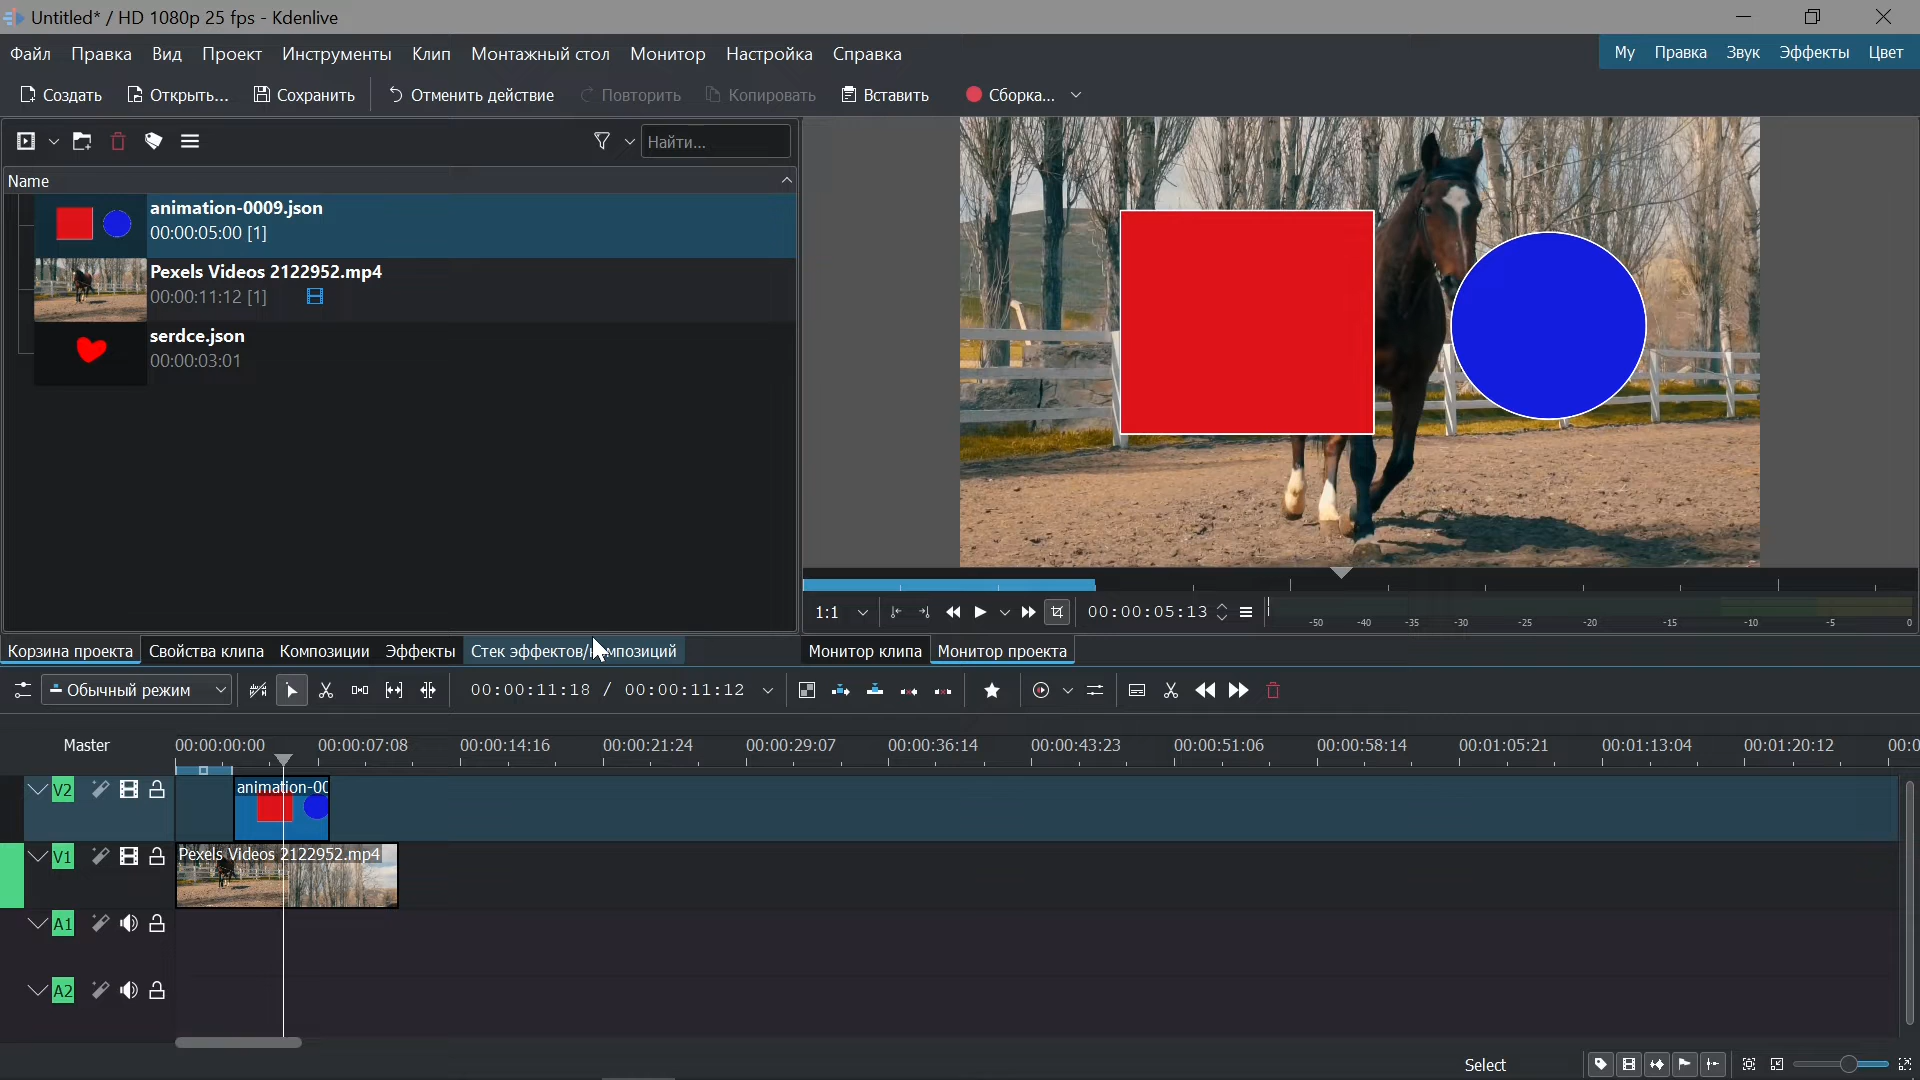 Untitled* / HD 1080p 25 fps - Kdenlive
Файл Правка Вид Проект Инструменты Клип Монтажный стол Монитор Настройка Справка
My Правка Звук Эффекты Цвет
Создать Открыть... Сохранить Отменить действие Повторить Копировать Вставить Сборка...
Найти...
Name
animation-0009.json
00:00:05:00 [1]
Pexels Videos 2122952.mp4
00:00:11:12 [1]
serdce.json
00:00:03:01
1:1 00:00:05:13
-50 -40 -35 -30 -25 -20 -15 -10 -5 0
Корзина проекта Свойства клипа Композиции Эффекты
Монитор клипа Монитор проекта
Обычный режим 00:00:11:18 / 00:00:11:12
Master 00:00:00:00 00:00:07:08 00:00:14:16 00:00:21:24 00:00:29:07 00:00:36:14 00:00:43:23 00:00:51:06 00:00:58:14 00:01:05:21 00:01:13:04 00:01:20:12 00:0
V2 animation-00
V1 Pexels Videos 2122952.mp4
A1
A2
Select